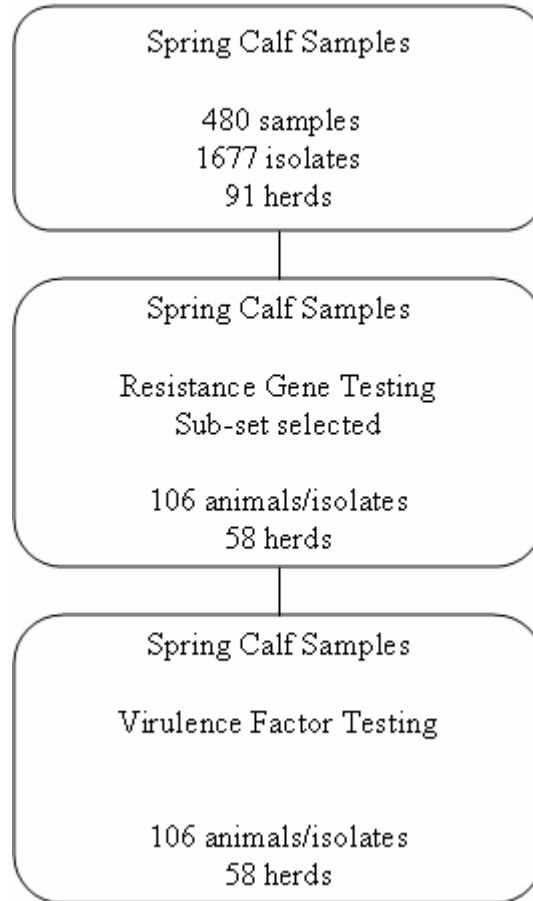 Spring Calf Samples
480 samples
1677 isolates
91 herds
Spring Calf Samples
Resistance Gene Testing
Sub-set selected
106 animals/isolates
58 herds
Spring Calf Samples
Virulence Factor Testing
106 animals/isolates
58 herds